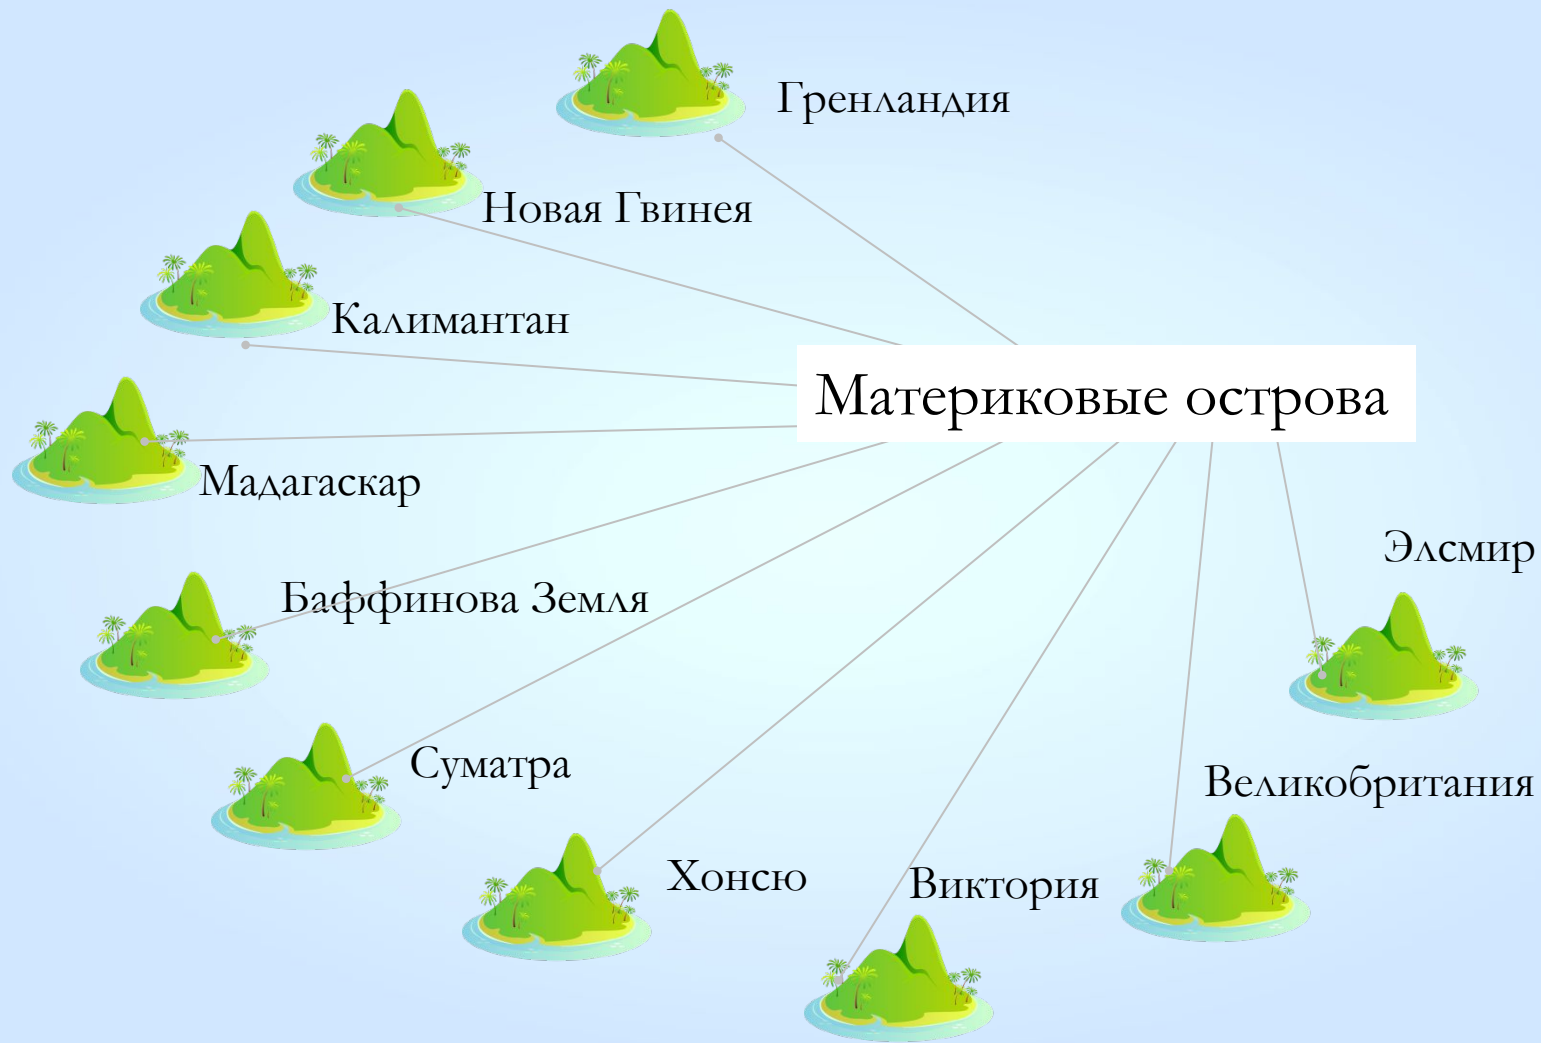 Гренландия
Новая Гвинея
Калимантан
Материковые острова
Мадагаскар
Элсмир
Баффинова Земля
Суматра
Великобритания
Хонсю
Виктория